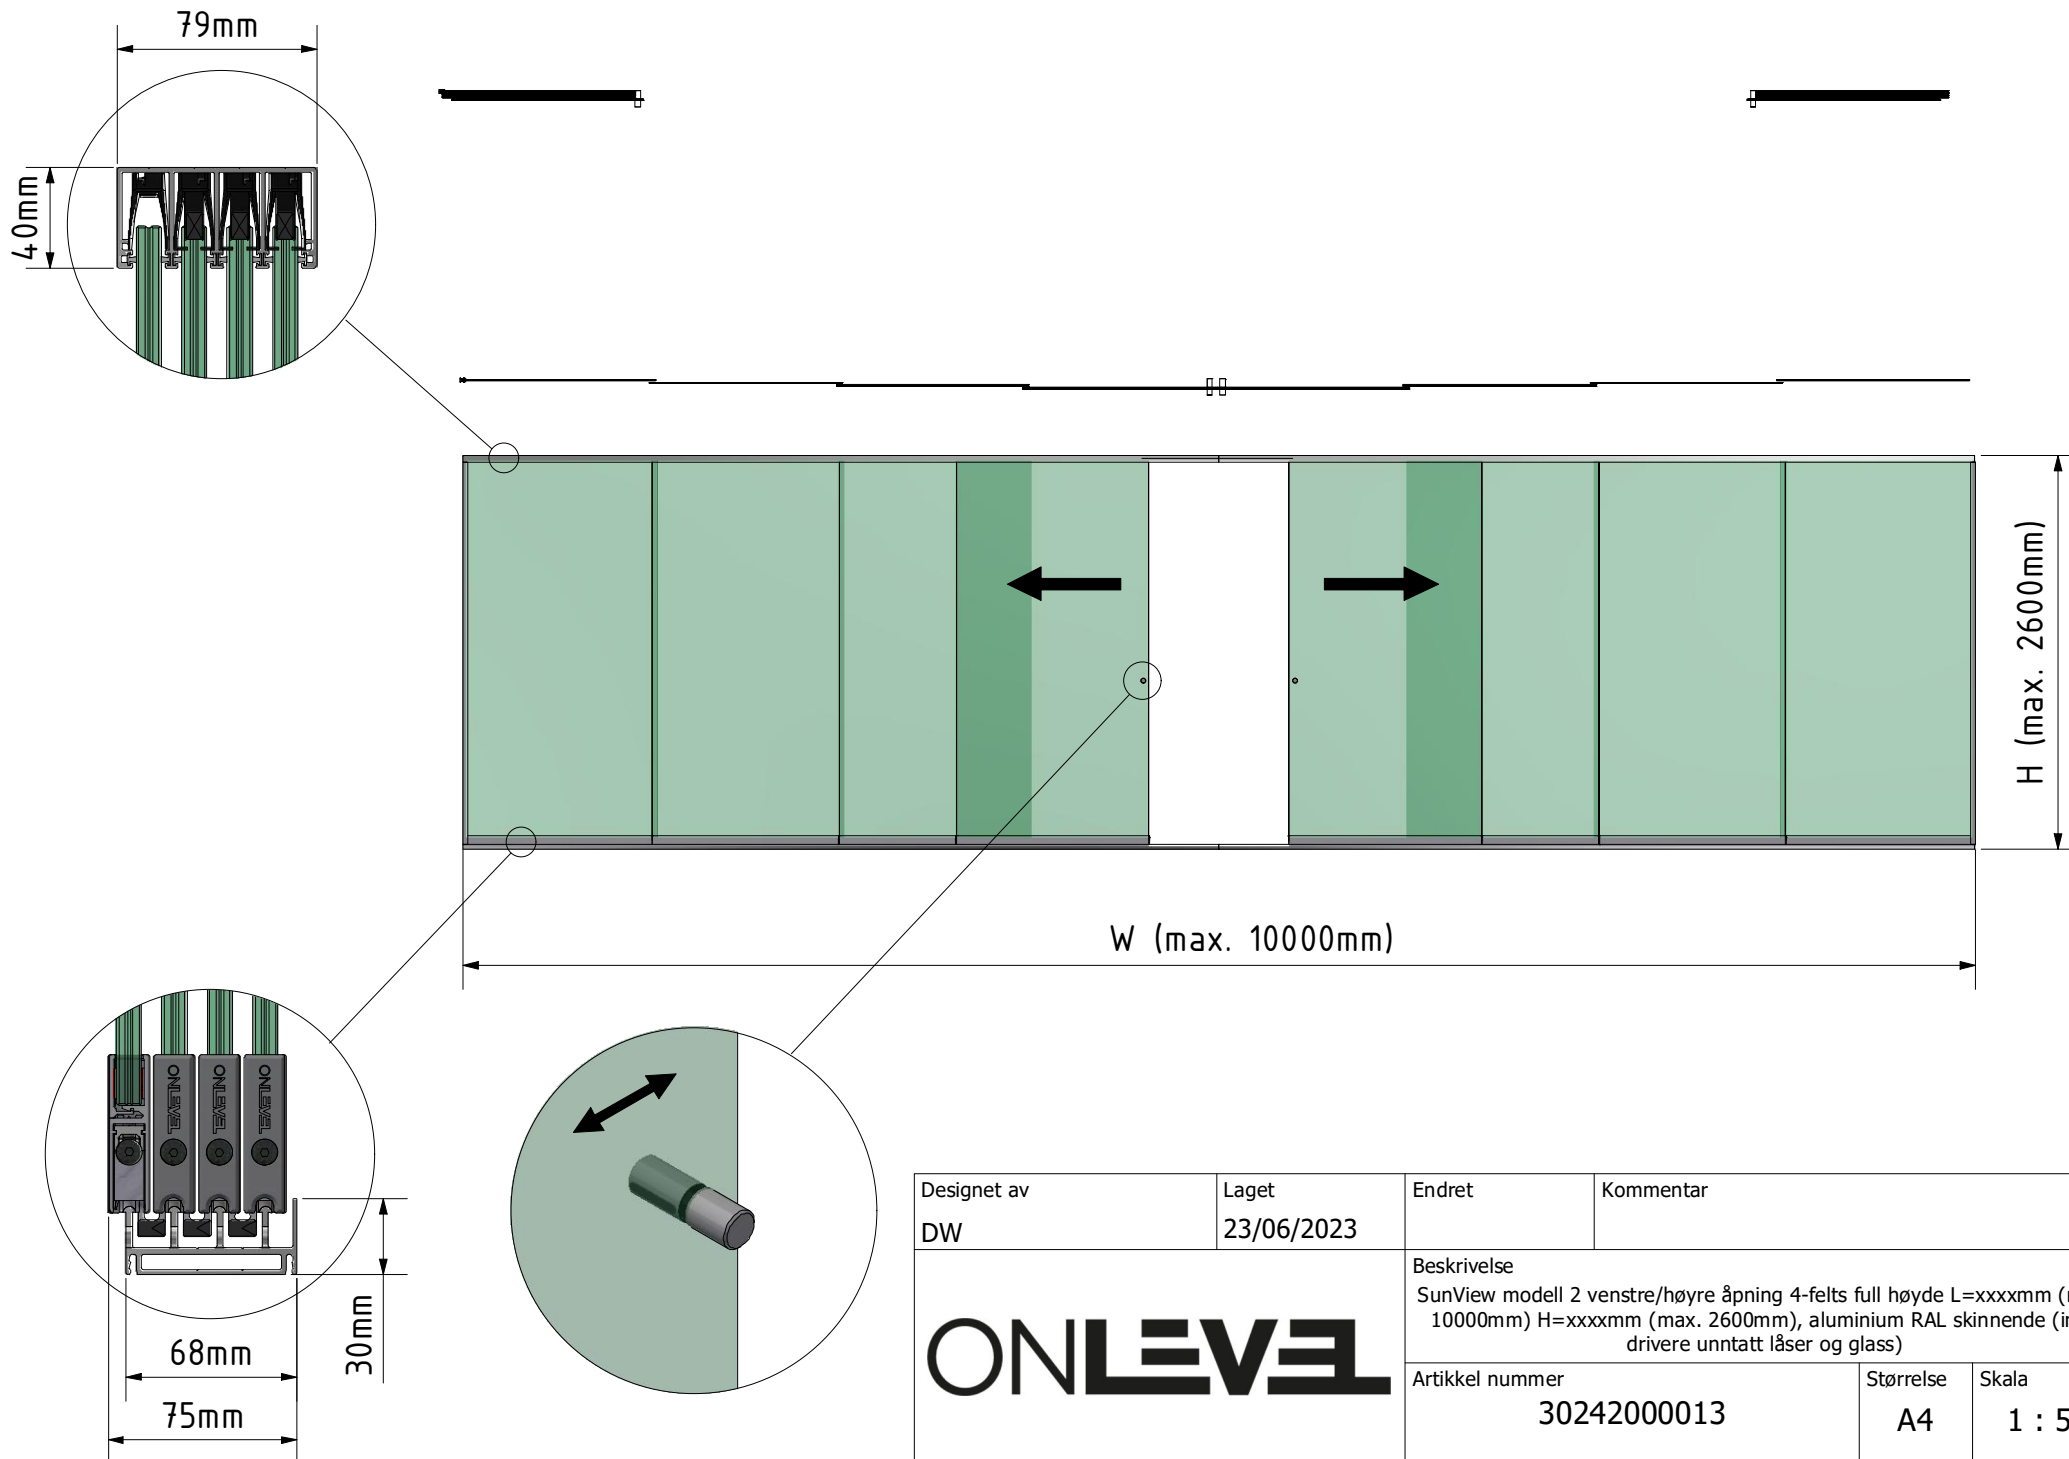 79mm
40mm
H (max. 2600mm)
W (max. 10000mm)
ONLEVEL
ONLEVEL
ONLEVEL
30mm
68mm
75mm
Designet av
DW
Laget
23/06/2023
Endret
Kommentar
ONLEVEL
Beskrivelse
SunView modell 2 venstre/høyre åpning 4-felts full høyde L=xxxxmm (
10000mm) H=xxxxmm (max. 2600mm), aluminium RAL skinnende (
drivere unntatt låser og glass)
Artikkel nummer
30242000013
Størrelse
A4
Skala
1 : 5